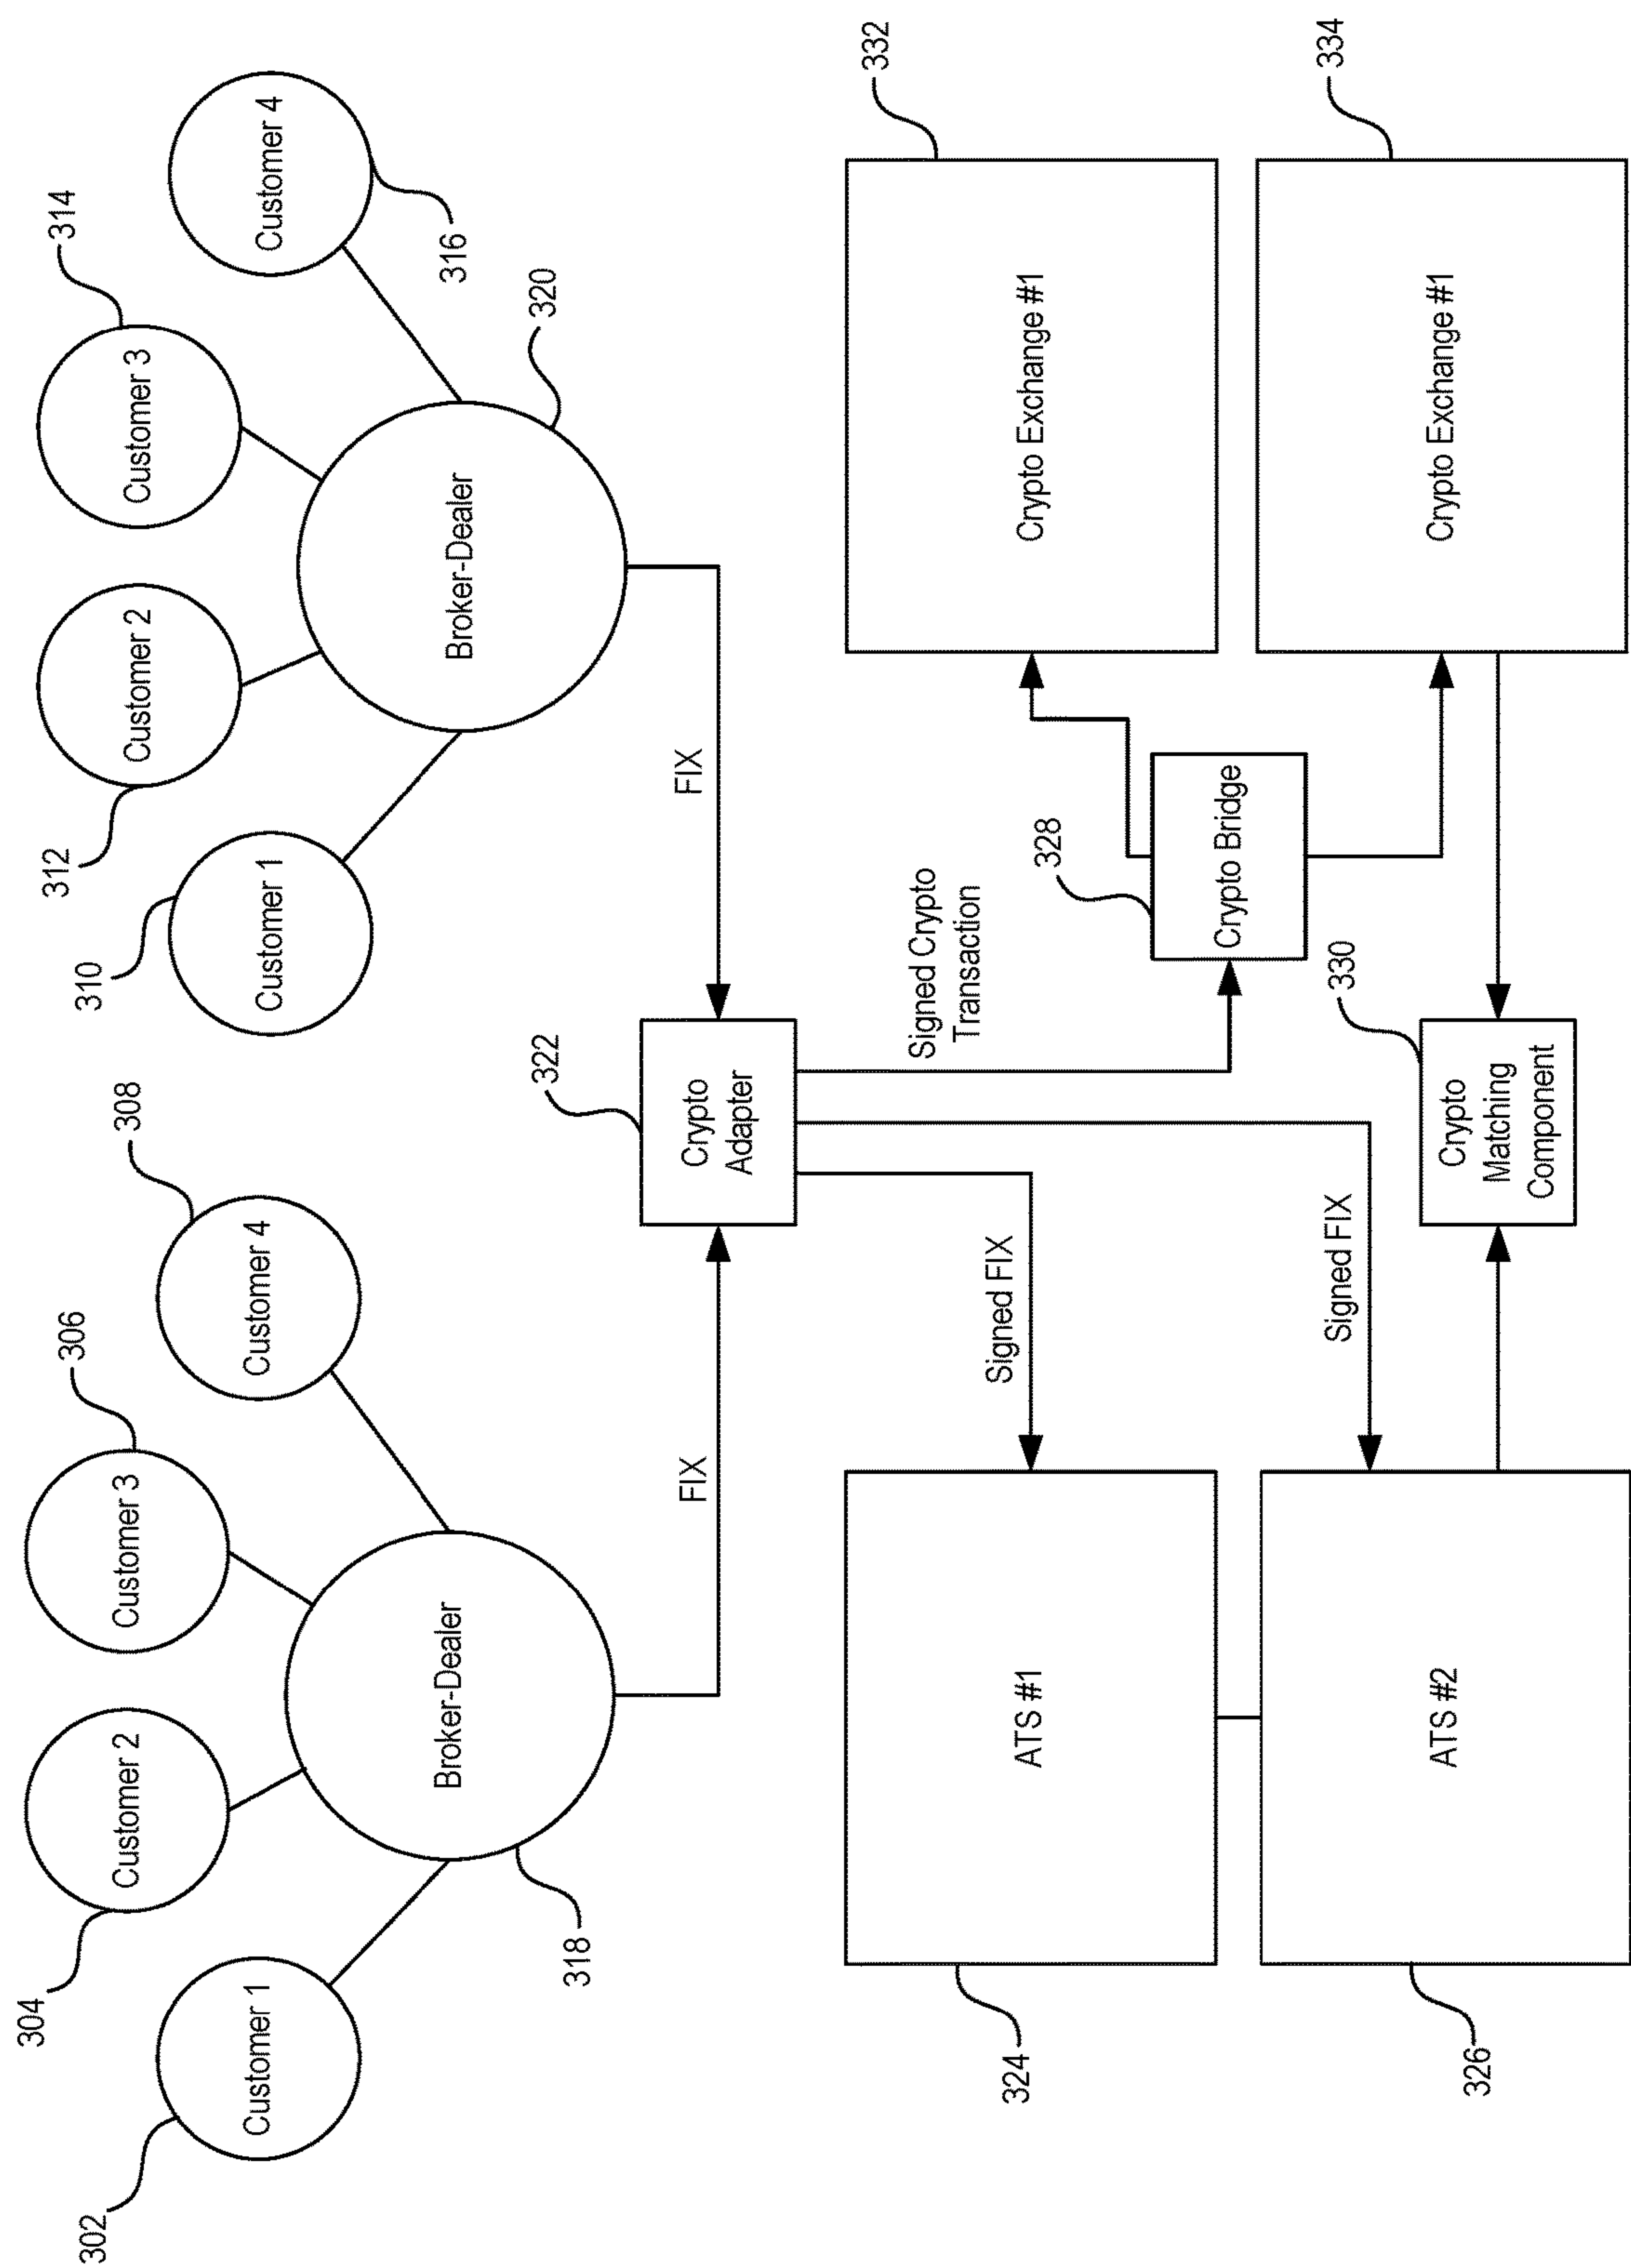 302
304
306
308
310
312
314
316
Customer 1
Customer 2
Customer 3
Customer 4
Customer 1
Customer 2
Customer 3
Customer 4
318
Broker-Dealer
Broker-Dealer
320
FIX
322
Crypto
Adapter
FIX
Signed Crypto
Transaction
Signed FIX
Signed FIX
324
ATS #1
326
ATS #2
328
Crypto Bridge
330
Crypto
Matching
Component
332
Crypto Exchange #1
334
Crypto Exchange #1